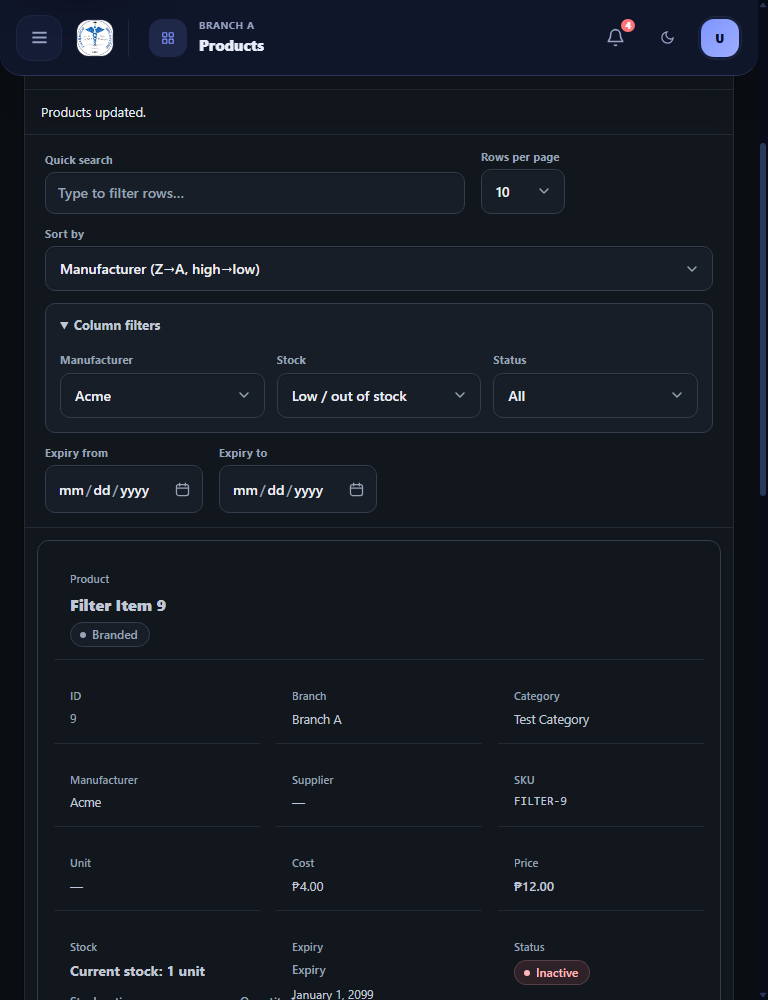 BRANCH A
Products
4
U
Products updated.
Quick search
Rows per page
Type to filter rows...
10
Sort by
Manufacturer (Z→A, high→low)
▼ Column filters
Manufacturer
Stock
Status
Acme
Low / out of stock
All
Expiry from
Expiry to
mm/dd/yyyy
mm/dd/yyyy
Product
Filter Item 9
Branded
ID
Branch
Category
9
Branch A
Test Category
Manufacturer
Supplier
SKU
Acme
—
FILTER-9
Unit
Cost
Price
—
₱4.00
₱12.00
Stock
Expiry
Status
Current stock: 1 unit
Expiry
Inactive
January 1, 2099